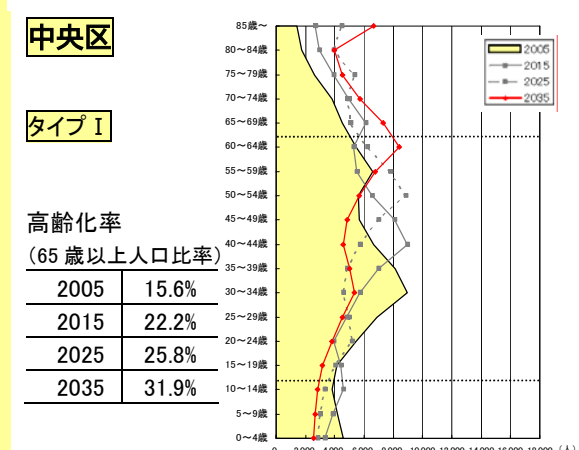 中央区
タイプⅠ
高齢化率
(65歳以上人口比率)
2005 15.6%
2015 22.2%
2025 25.8%
2035 31.9%
85歳～
80～84歳
75～79歳
70～74歳
65～69歳
60～64歳
55～59歳
50～54歳
45～49歳
40～44歳
35～39歳
30～34歳
25～29歳
20～24歳
15～19歳
10～14歳
5～9歳
0～4歳
2005
2015
2025
2035